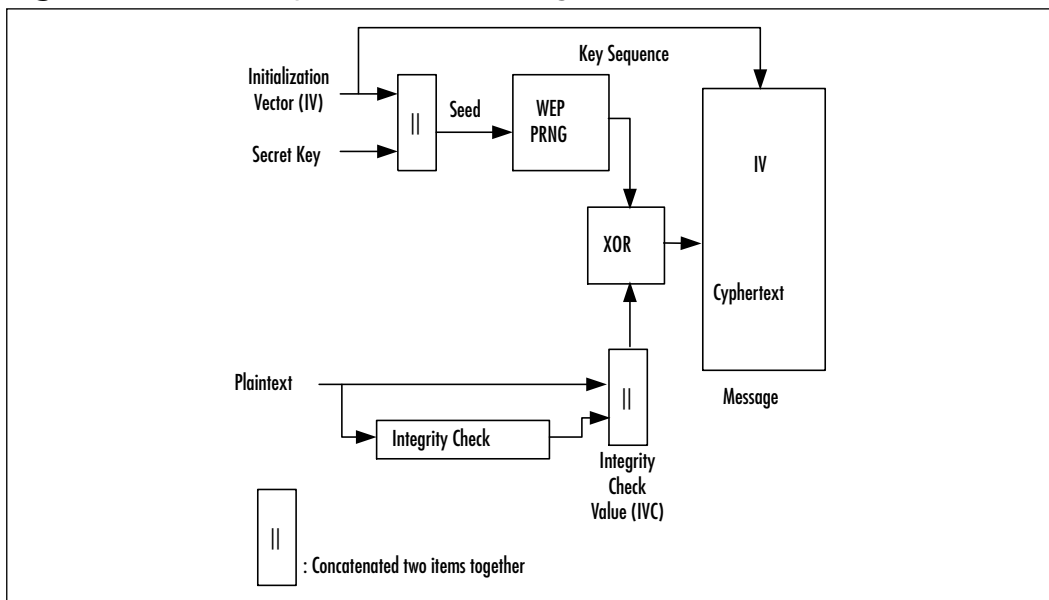 Key Sequence
Initialization
Vector (IV)
||
Seed
WEP
PRNG
Secret Key
IV
XOR
Cyphertext
Plaintext
||
Message
Integrity Check
Integrity
Check
Value (IVC)
||
: Concatenated two items together